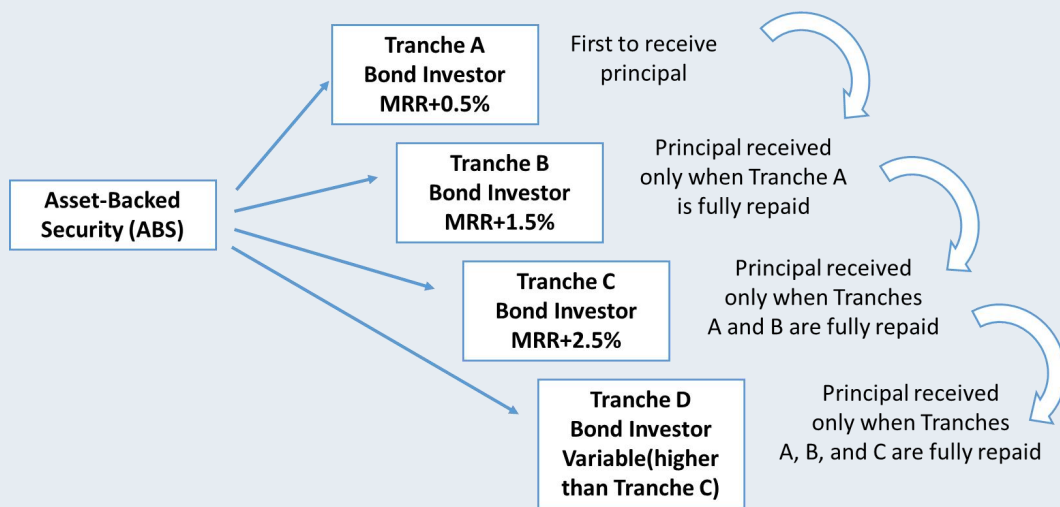 Tranche A
Bond Investor
MRR+0.5%
First to receive
principal
Tranche B
Bond Investor
MRR+1.5%
Principal received
only when Tranche A
is fully repaid
Asset-Backed
Security (ABS)
Tranche C
Bond Investor
MRR+2.5%
Principal received
only when Tranches
A and B are fully repaid
Tranche D
Bond Investor
Variable(higher
than Tranche C)
Principal received
only when Tranches
A, B, and C are fully repaid